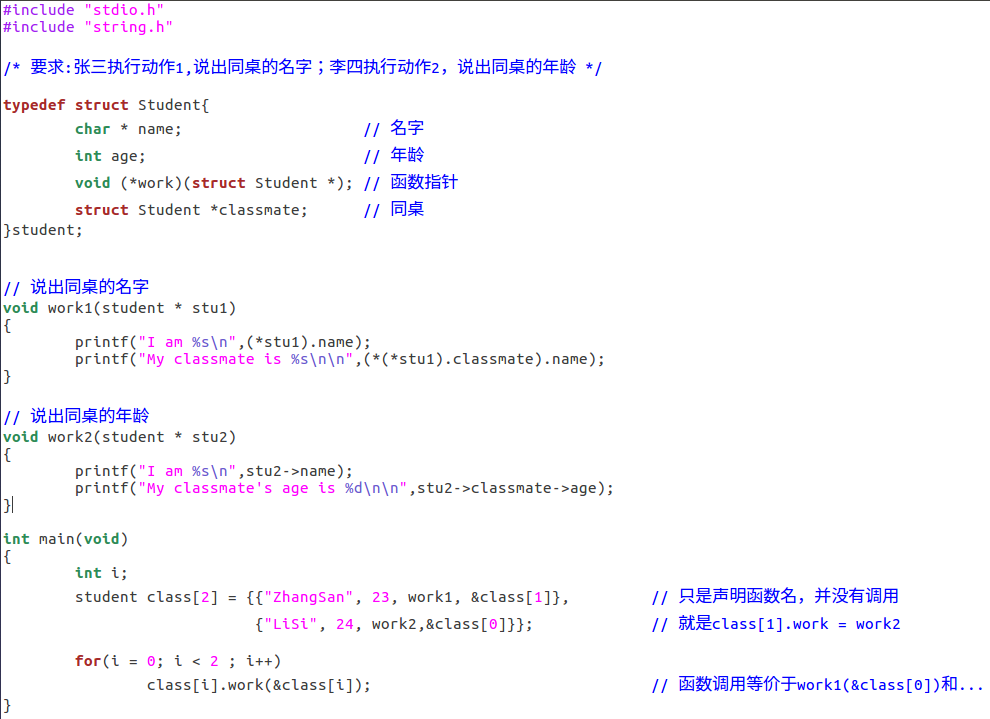 #include "stdio.h"
#include "string.h"
/* 要求:张三执行动作1,说出同桌的名字；李四执行动作2，说出同桌的年龄 */
typedef struct Student{
char * name; // 名字
int age; // 年龄
void (*work)(struct Student *); // 函数指针
struct Student *classmate; // 同桌
}student;
// 说出同桌的名字
void work1(student * stu1)
{
printf("I am %s\n",(*stu1).name);
printf("My classmate is %s\n\n",(*(*stu1).classmate).name);
}
// 说出同桌的年龄
void work2(student * stu2)
{
printf("I am %s\n",stu2->name);
printf("My classmate's age is %d\n\n",stu2->classmate->age);
}
int main(void)
{
int i;
student class[2] = {{"ZhangSan", 23, work1, &class[1]}, // 只是声明函数名，并没有调用
{"LiSi", 24, work2,&class[0]}}; // 就是class[1].work = work2
for(i = 0; i < 2 ; i++)
class[i].work(&class[i]); // 函数调用等价于work1(&class[0])和...
}